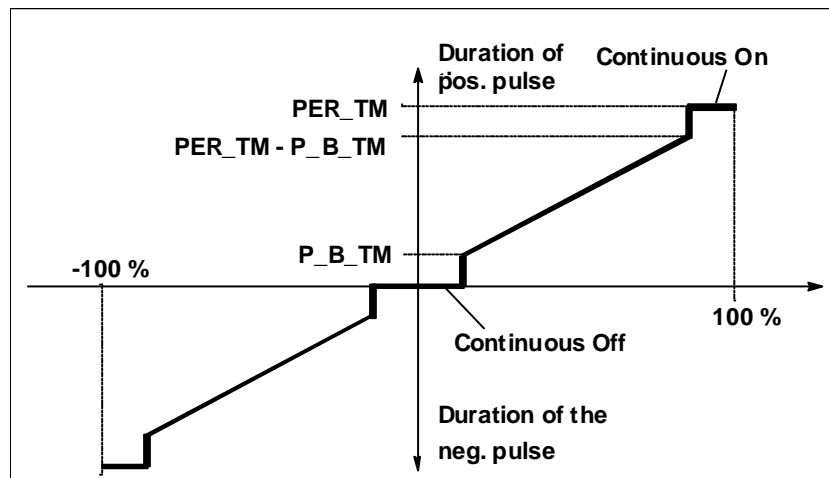 Duration of
pos. pulse
Continuous On
PER_TM
PER_TM - P_B_TM
P_B_TM
-100 %
100 %
Continuous Off
Duration of the
neg. pulse